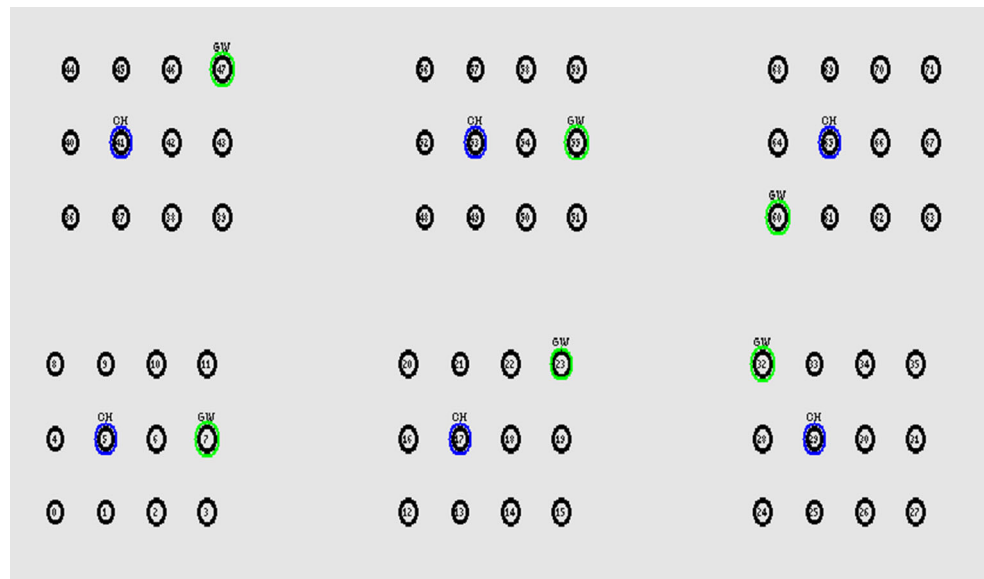 GW
44 45 46 47 56 57 58 59 68 69 70 71
CH CH GW CH
40 41 42 43 52 53 54 55 64 65 66 67
GW
36 37 38 39 48 49 50 51 60 61 62 63
GW GW
8 9 10 11 20 21 22 23 32 33 34 35
CH GW CH CH
4 5 6 7 16 17 18 19 28 29 30 31
0 1 2 3 12 13 14 15 24 25 26 27